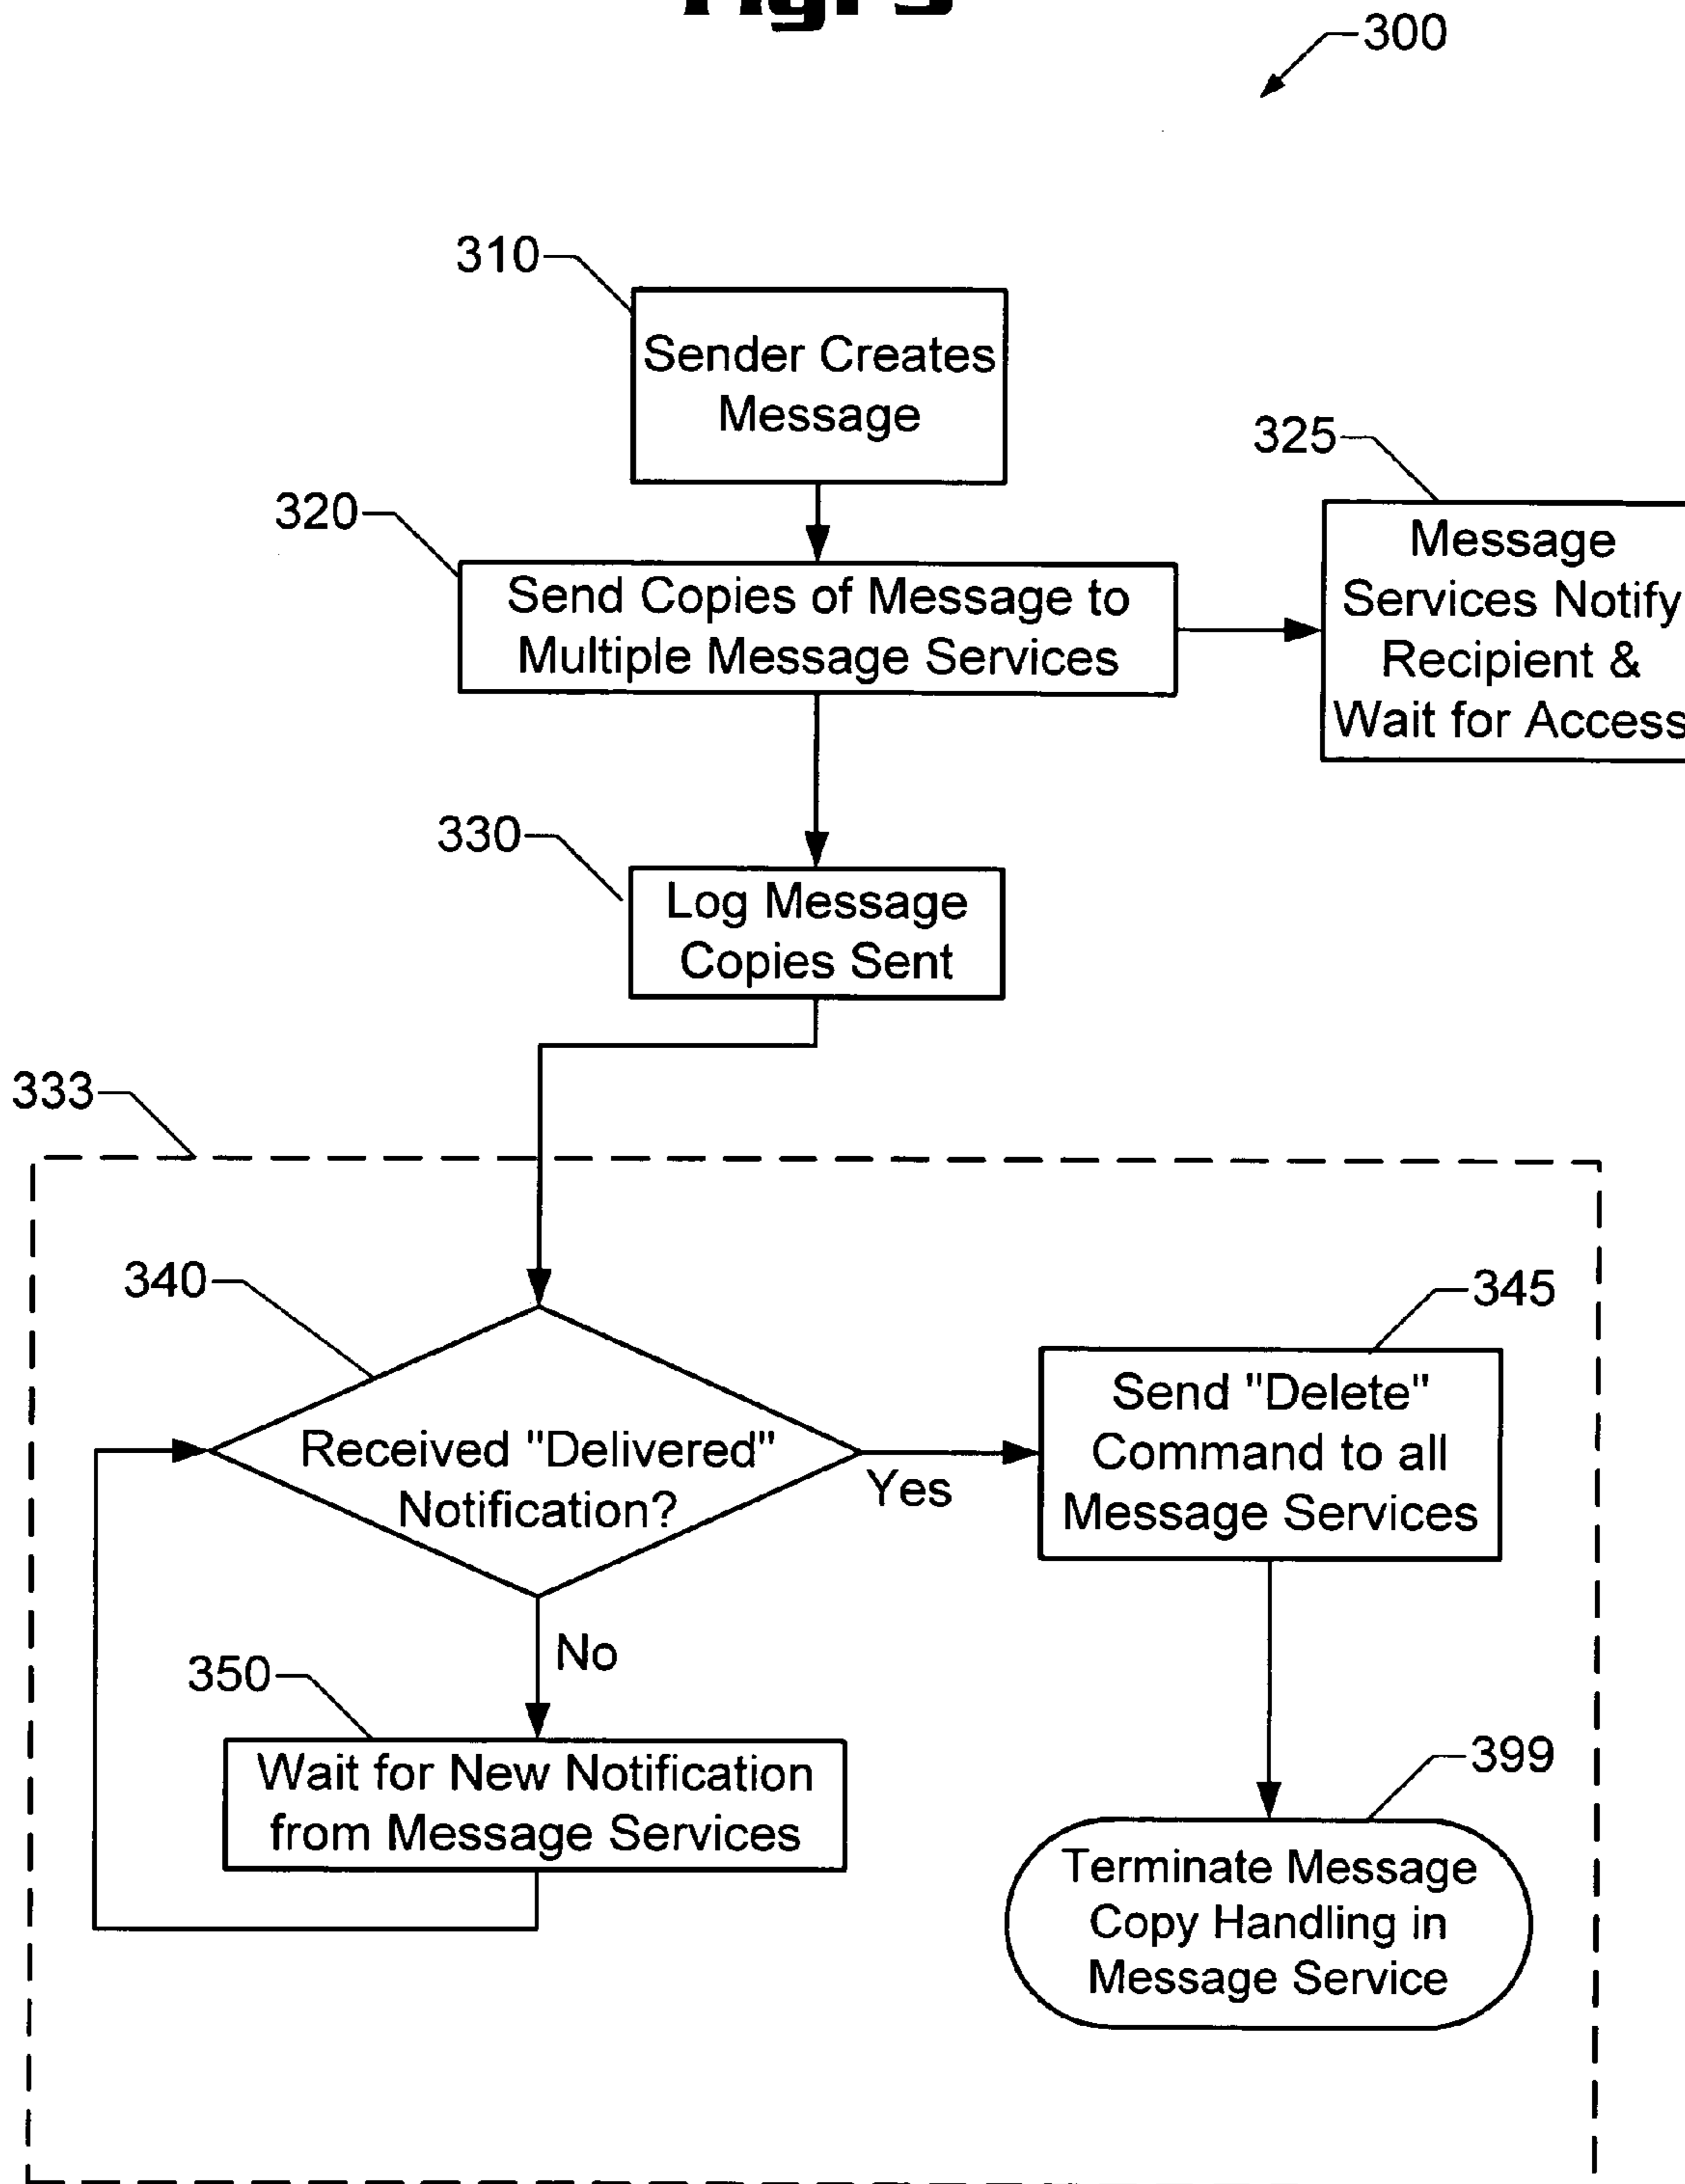 300
310
Sender Creates
Message
325
320
Message
Services Notify
Recipient &
Wait for Access
Send Copies of Message to
Multiple Message Services
330
Log Message
Copies Sent
333
340
345
Received "Delivered"
Notification?
Yes
Send "Delete"
Command to all
Message Services
No
350
Wait for New Notification
from Message Services
399
Terminate Message
Copy Handling in
Message Service